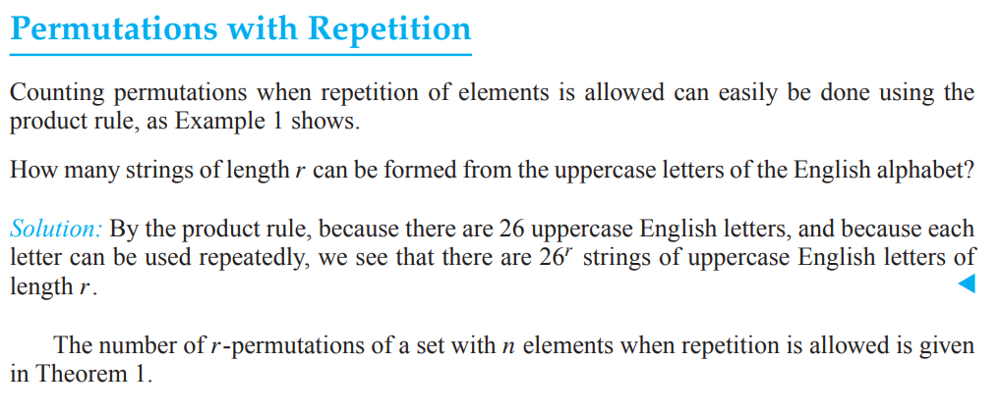 Permutations with Repetition
Counting permutations when repetition of elements is allowed can easily be done using the
product rule, as Example 1 shows.
How many strings of length r can be formed from the uppercase letters of the English alphabet?
Solution: By the product rule, because there are 26 uppercase English letters, and because each
letter can be used repeatedly, we see that there are 26ʳ strings of uppercase English letters of
length r.
The number of r-permutations of a set with n elements when repetition is allowed is given
in Theorem 1.